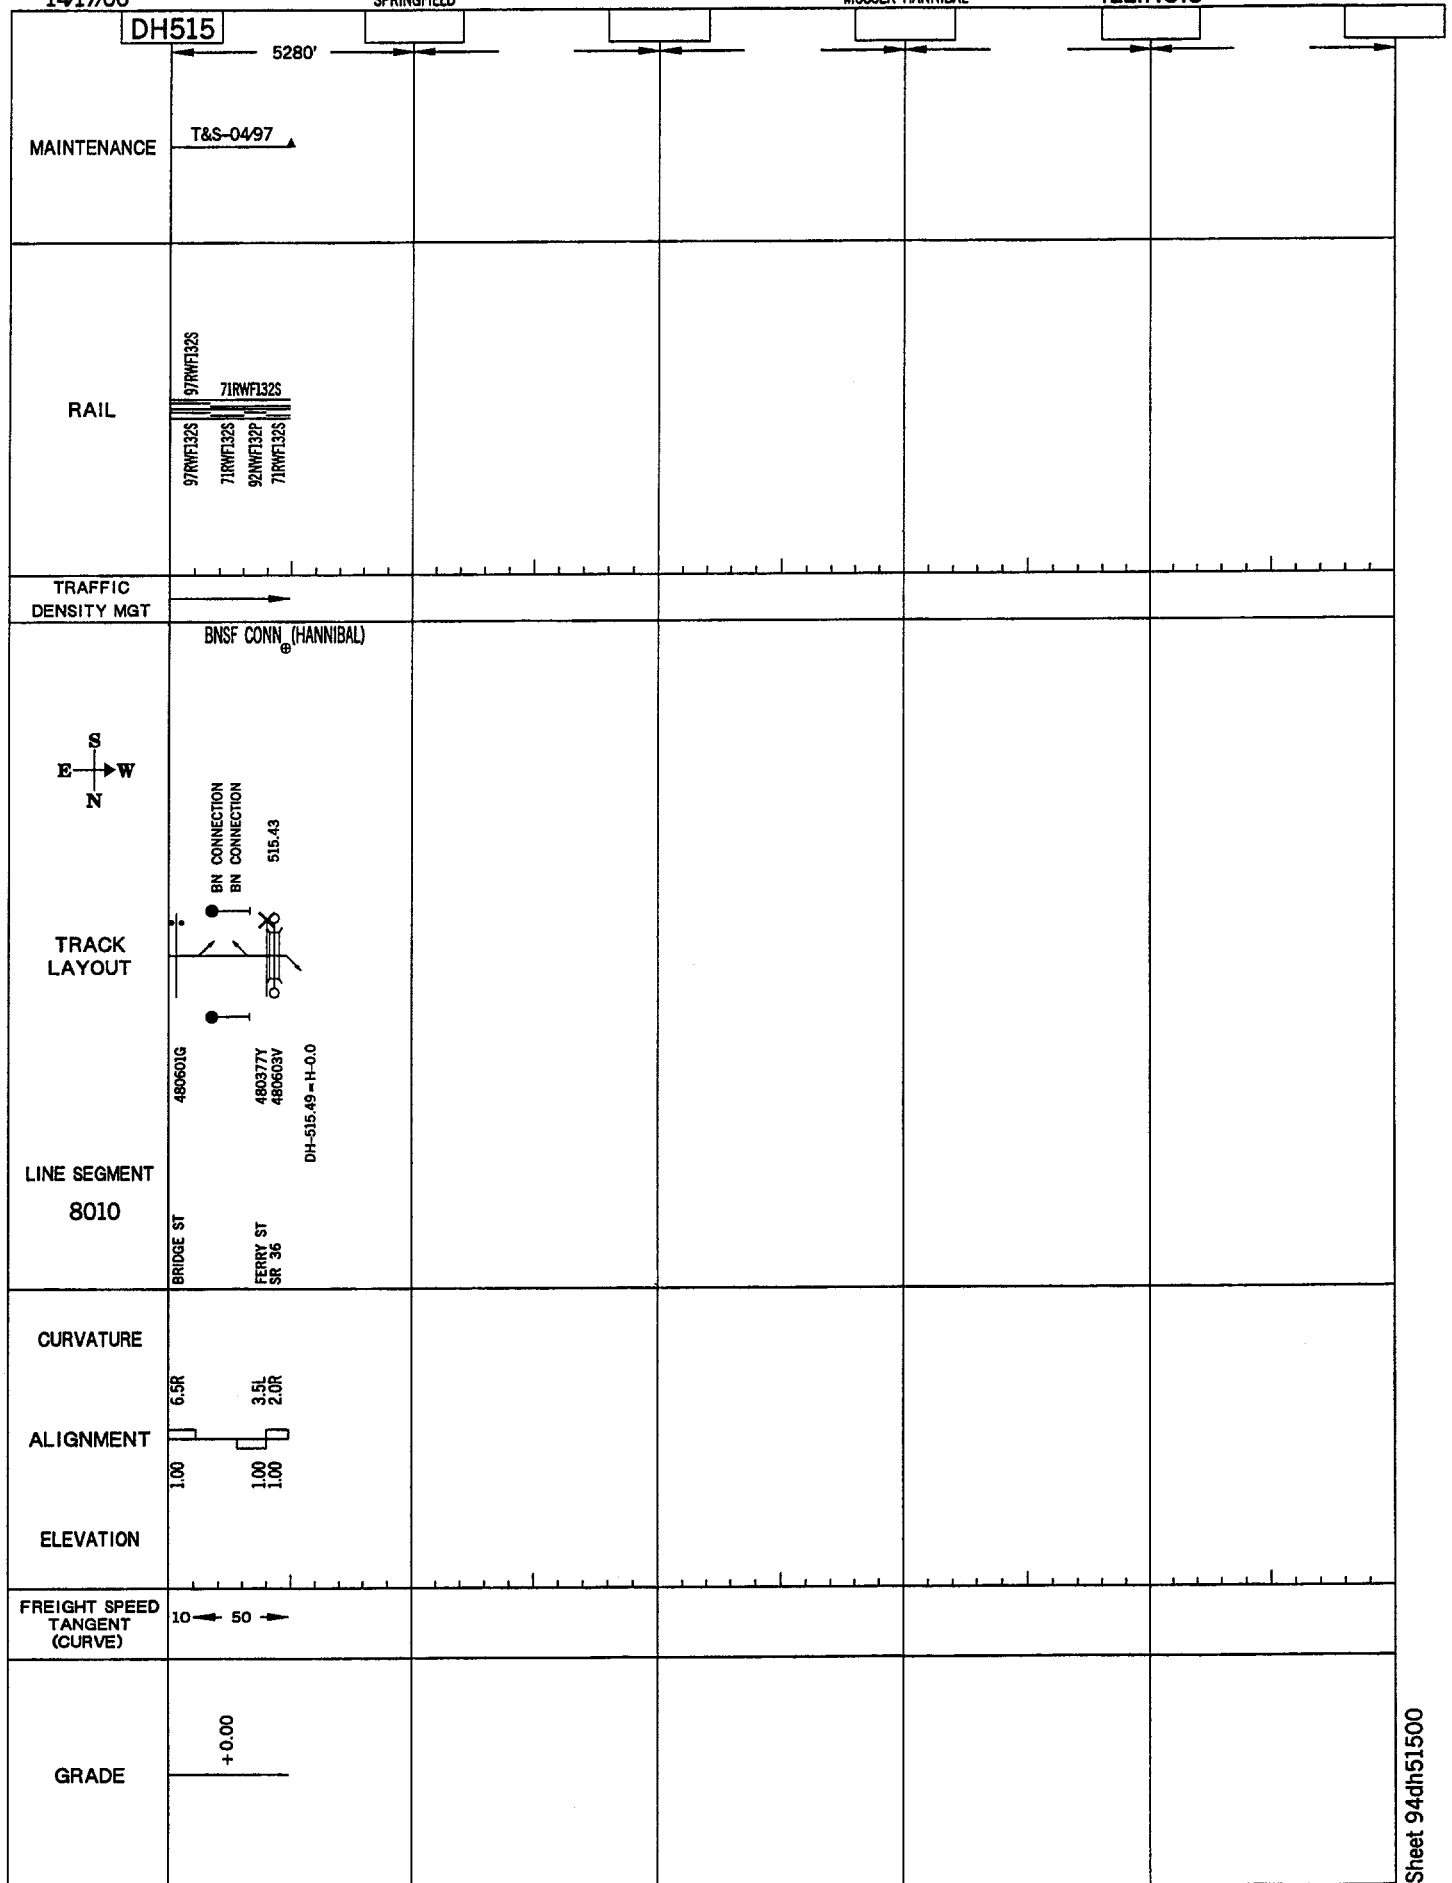 SPRINGFIELD
DH515
5280'
MAINTENANCE
T&S-04/97
RAIL
97RWF132S
71RWF132S
97RWF132S
71RWF132S
92NWF132P
71RWF132S
TRAFFIC
DENSITY MGT
BNSF CONN (HANNIBAL)
S
E W
N
BN CONNECTION
BN CONNECTION
515.43
TRACK
LAYOUT
480601G
480377Y
480603V
DH-515.49=H-0.0
LINE SEGMENT
8010
BRIDGE ST
FERRY ST
SR 36
CURVATURE
6.5R
3.5L
2.0R
ALIGNMENT
1.00
1.00
1.00
ELEVATION
FREIGHT SPEED
TANGENT
(CURVE)
10
50
GRADE
+0.00
Sheet 94dh51500